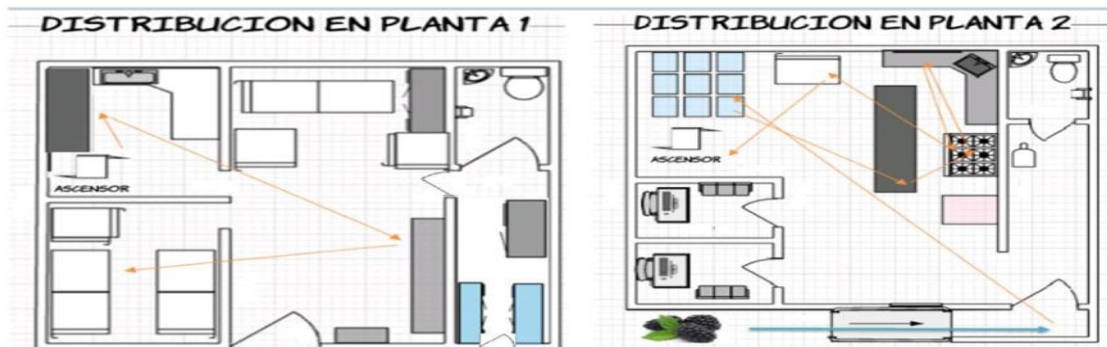 DISTRIBUCION EN PLANTA 1
ASCENSOR
DISTRIBUCION EN PLANTA 2
ASCENSOR